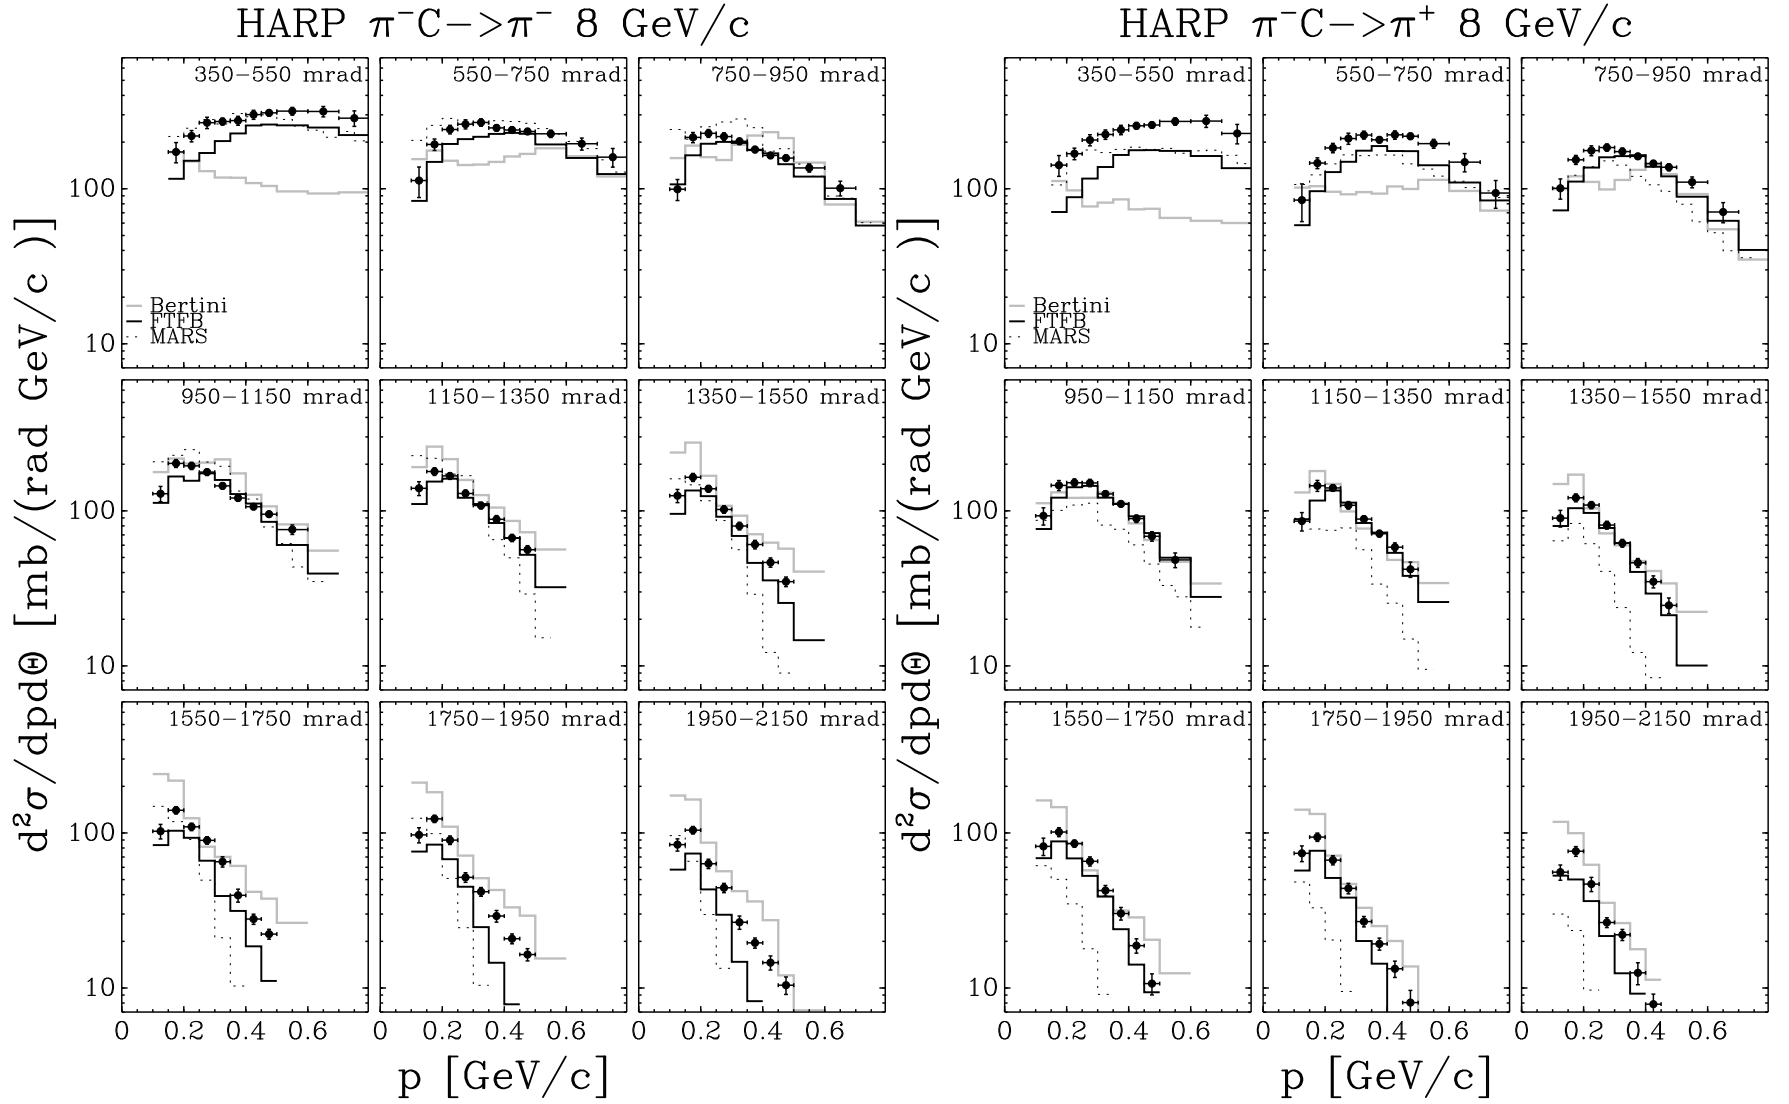 HARP π⁻C−>π⁻ 8 GeV/c
HARP π⁻C−>π⁺ 8 GeV/c
d²σ/dpdΘ [mb/(rad GeV/c )]
350−550 mrad
550−750 mrad
750−950 mrad
100
10
Bertini
FTFB
MARS
950−1150 mrad
1150−1350 mrad
1350−1550 mrad
100
10
1550−1750 mrad
1750−1950 mrad
1950−2150 mrad
100
10
0 0.2 0.4 0.6 0 0.2 0.4 0.6 0 0.2 0.4 0.6
p [GeV/c]
d²σ/dpdΘ [mb/(rad GeV/c )]
350−550 mrad
550−750 mrad
750−950 mrad
100
10
Bertini
FTFB
MARS
950−1150 mrad
1150−1350 mrad
1350−1550 mrad
100
10
1550−1750 mrad
1750−1950 mrad
1950−2150 mrad
100
10
0 0.2 0.4 0.6 0 0.2 0.4 0.6 0 0.2 0.4 0.6
p [GeV/c]